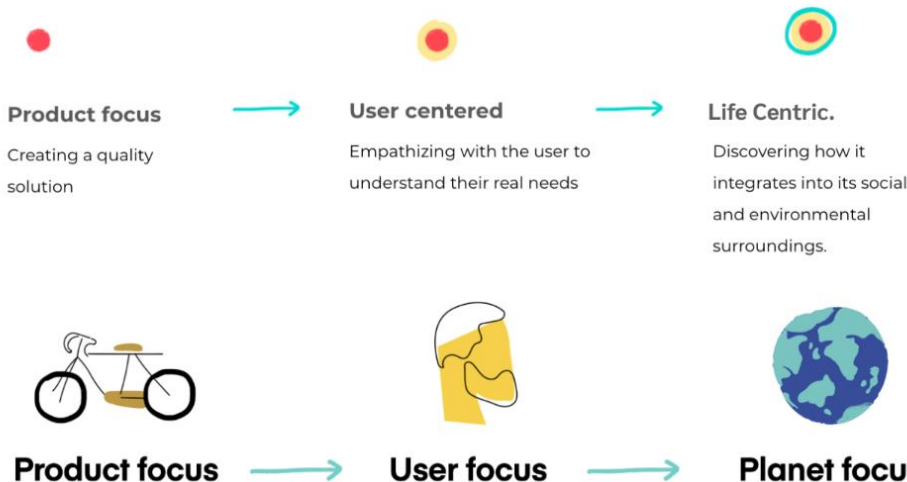 Product focus
User centered
Life Centric.
Creating a quality
solution
Empathizing with the user to
understand their real needs
Discovering how it
integrates into its social
and environmental
surroundings.
Product focus
User focus
Planet focu